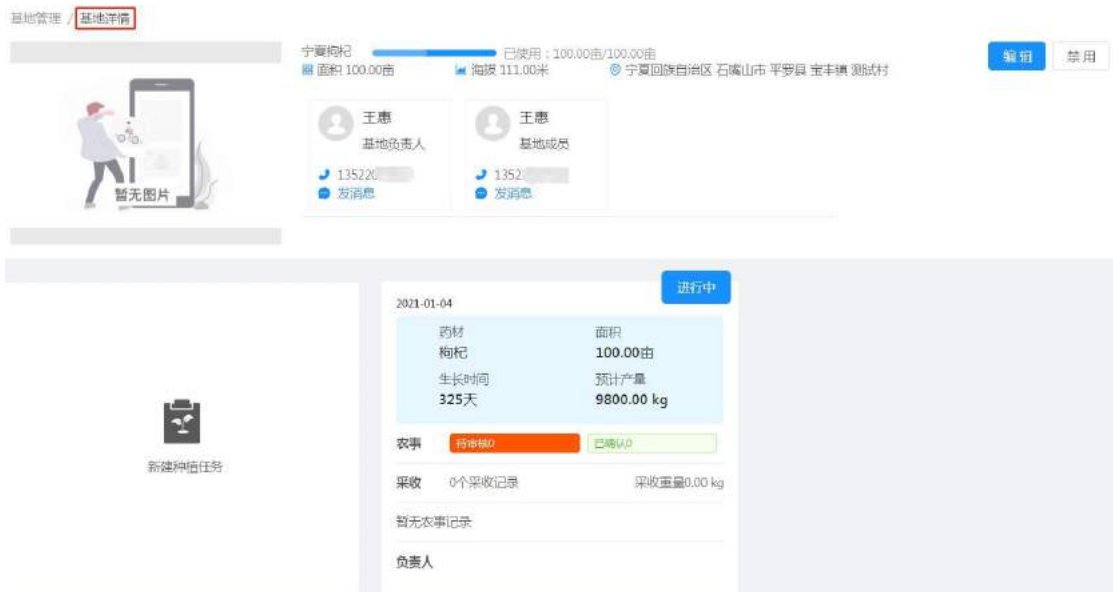 基地管理 / 基地详情
宁夏枸杞 已使用：100.00亩/100.00亩
编辑 禁用
面积 100.00亩 海拔 111.00米 宁夏回族自治区 石嘴山市 平罗县 宝丰镇 测试村
王惠 王惠
基地负责人 基地成员
135220 1352
发消息 发消息
暂无图片
进行中
2021-01-04
药材 面积
枸杞 100.00亩
生长时间 预计产量
325天 9800.00 kg
农事 待审核0 已确认0
新建种植任务
采收 0个采收记录 采收重量0.00 kg
暂无农事记录
负责人